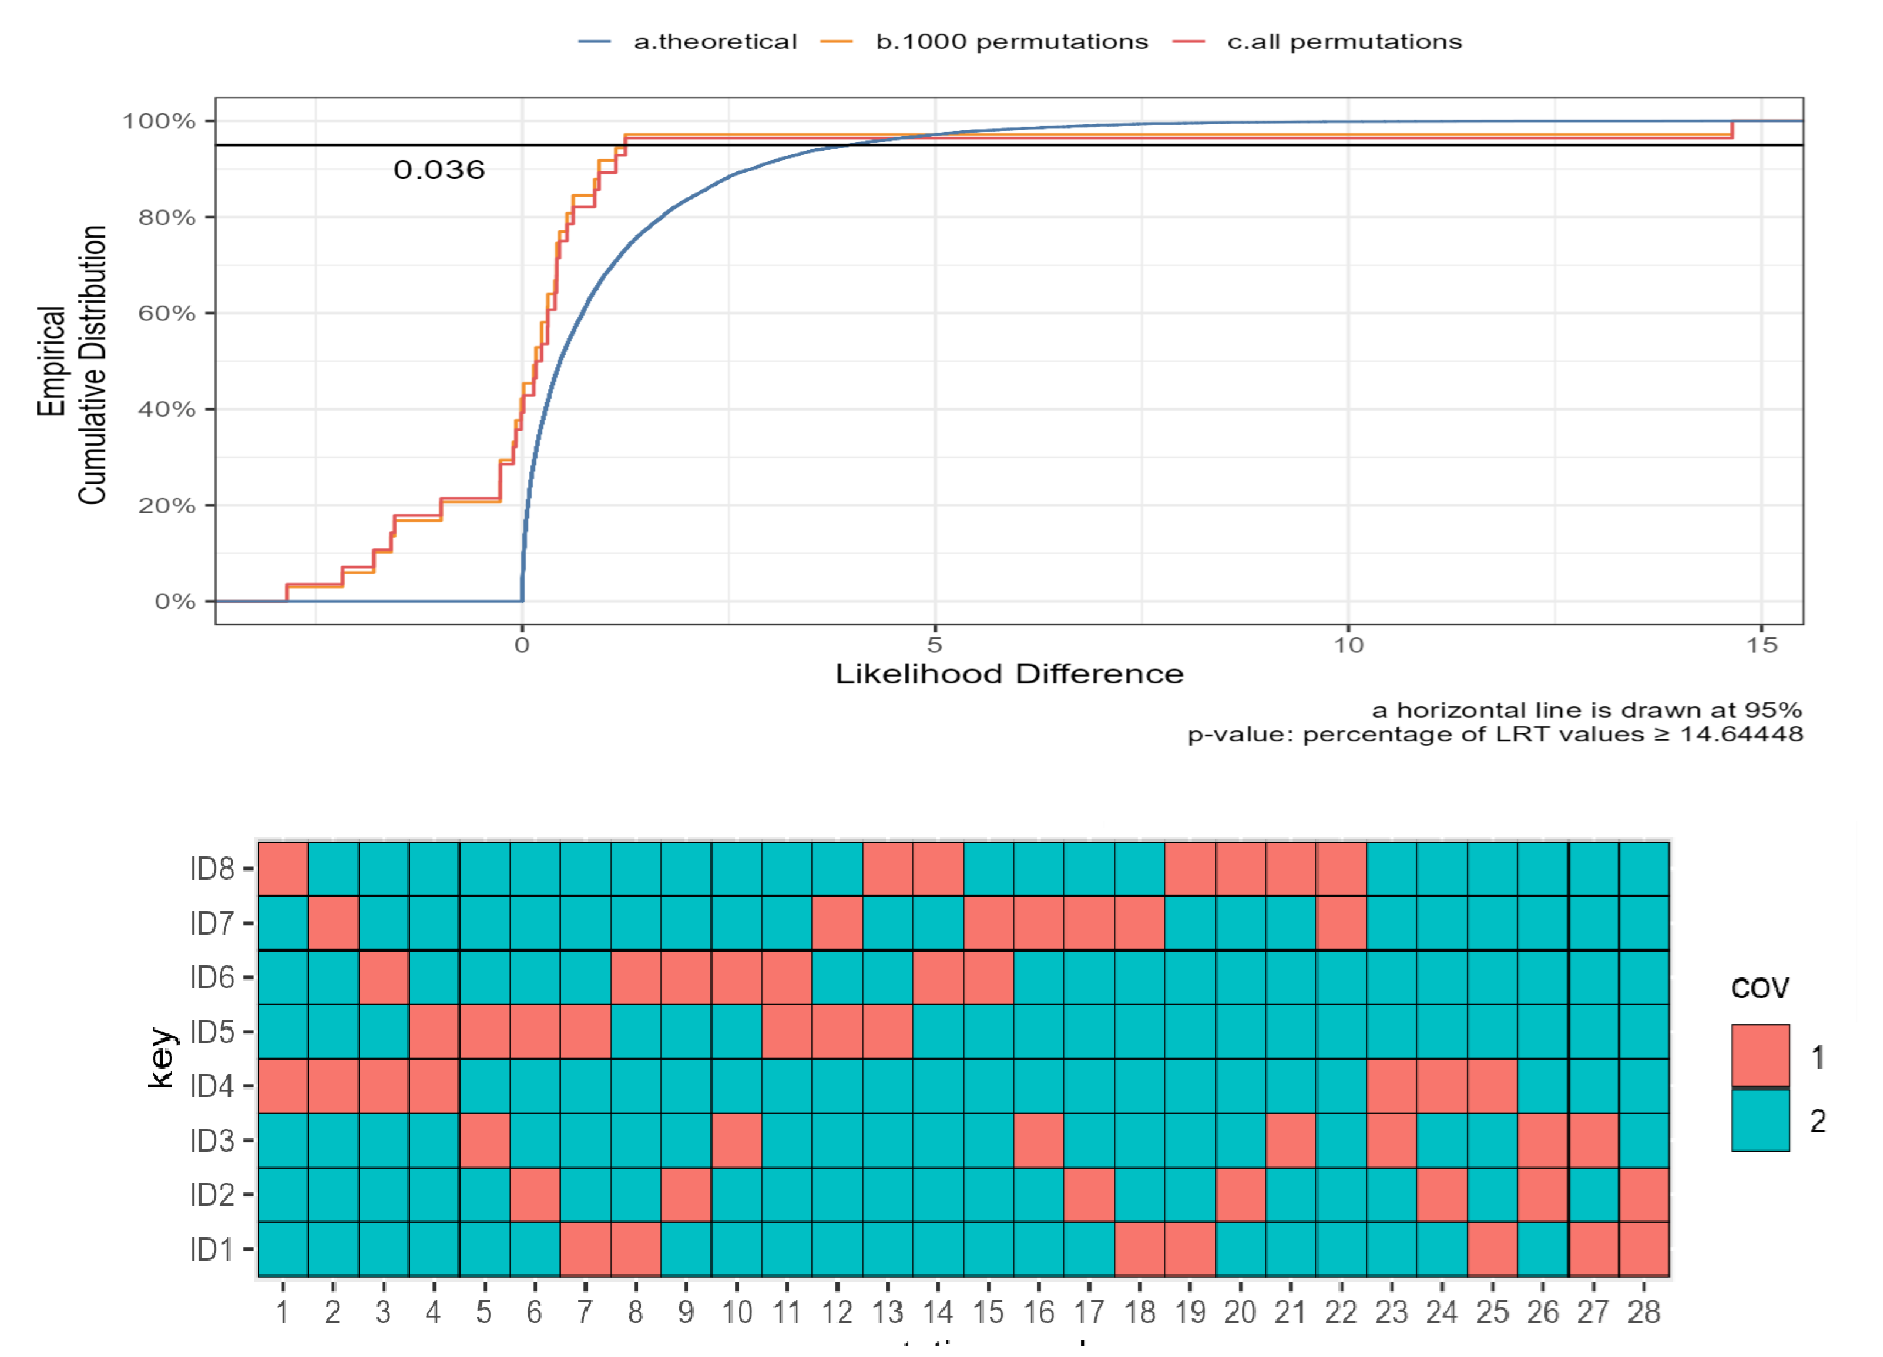 a.theoretical b.1000 permutations c.all permutations
100%
80%
60%
40%
20%
0%
0.036
Empirical
Cumulative Distribution
0 5 10 15
Likelihood Difference
a horizontal line is drawn at 95%
p-value: percentage of LRT values ≥ 14.64448
ID8
ID7
ID6
ID5
ID4
ID3
ID2
ID1
key
cov
1
2
1 2 3 4 5 6 7 8 9 10 11 12 13 14 15 16 17 18 19 20 21 22 23 24 25 26 27 28